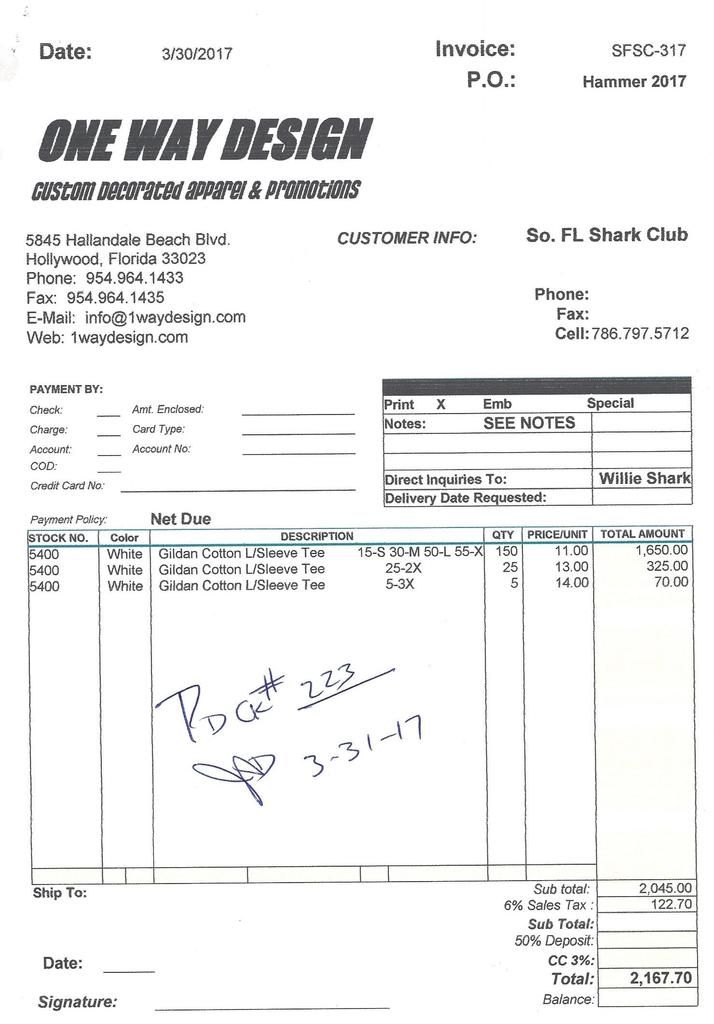 Date: 3/30/2017 Invoice: SFSC-317
P.O.: Hammer 2017
ONE WAY DESIGN
custom decorated apparel & promotions
5845 Hallandale Beach Blvd. CUSTOMER INFO: So. FL Shark Club
Hollywood, Florida 33023
Phone: 954.964.1433
Fax: 954.964.1435
E-Mail: info@1waydesign.com
Web: 1waydesign.com
Phone:
Fax:
Cell: 786.797.5712
PAYMENT BY:
Check: Amt. Enclosed:
Charge: Card Type:
Account: Account No:
COD:
Credit Card No:
Print X Emb Special
Notes: SEE NOTES
Direct Inquiries To: Willie Shark
Delivery Date Requested:
Payment Policy: Net Due
STOCK NO. Color DESCRIPTION QTY PRICE/UNIT TOTAL AMOUNT
5400 White Gildan Cotton L/Sleeve Tee 15-S 30-M 50-L 55-X 150 11.00 1,650.00
5400 White Gildan Cotton L/Sleeve Tee 25-2X 25 13.00 325.00
5400 White Gildan Cotton L/Sleeve Tee 5-3X 5 14.00 70.00
PD CK# 223
3-31-17
Ship To:
Sub total: 2,045.00
6% Sales Tax : 122.70
Sub Total:
50% Deposit:
CC 3%:
Total: 2,167.70
Balance:
Date:
Signature: